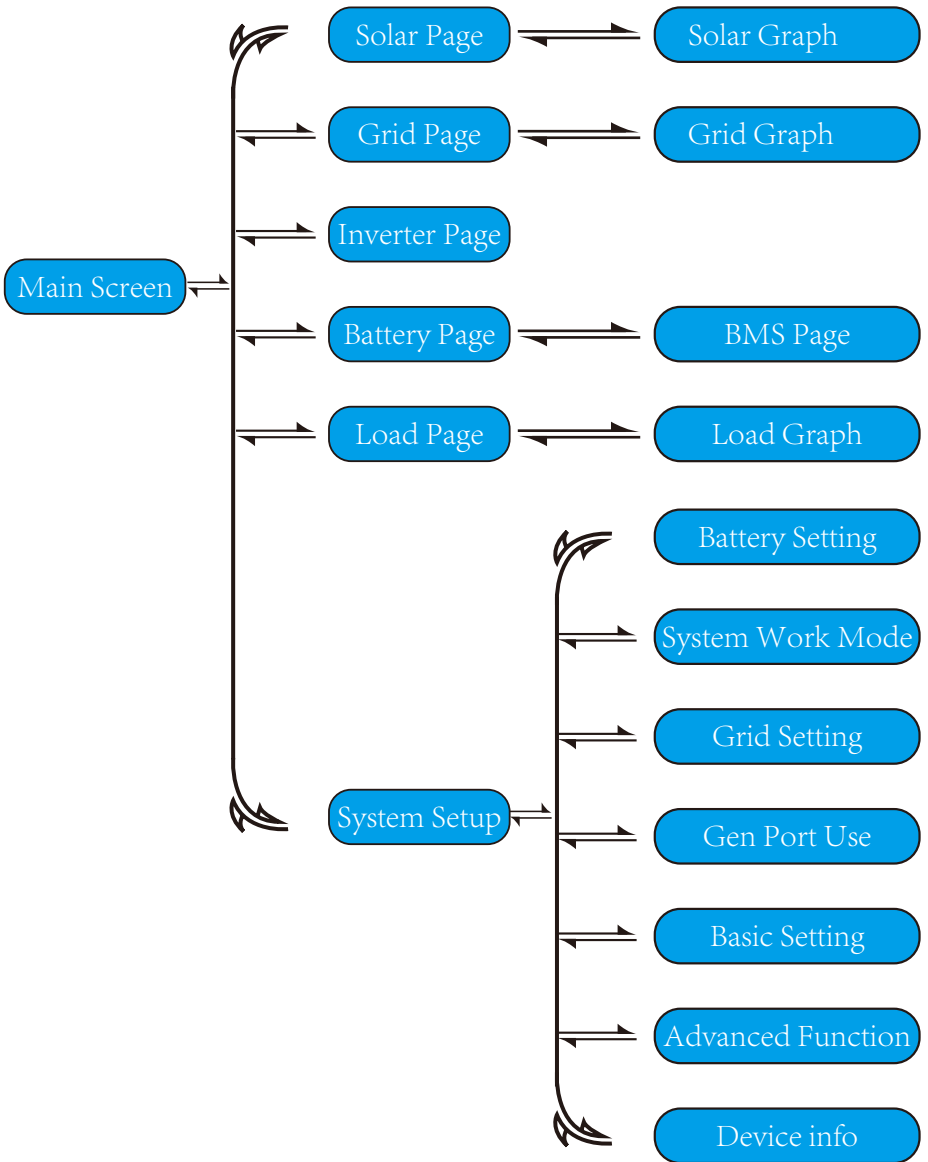 Solar Page
Solar Graph
Grid Page
Grid Graph
Inverter Page
Main Screen
Battery Page
BMS Page
Load Page
Load Graph
Battery Setting
System Work Mode
Grid Setting
System Setup
Gen Port Use
Basic Setting
Advanced Function
Device info